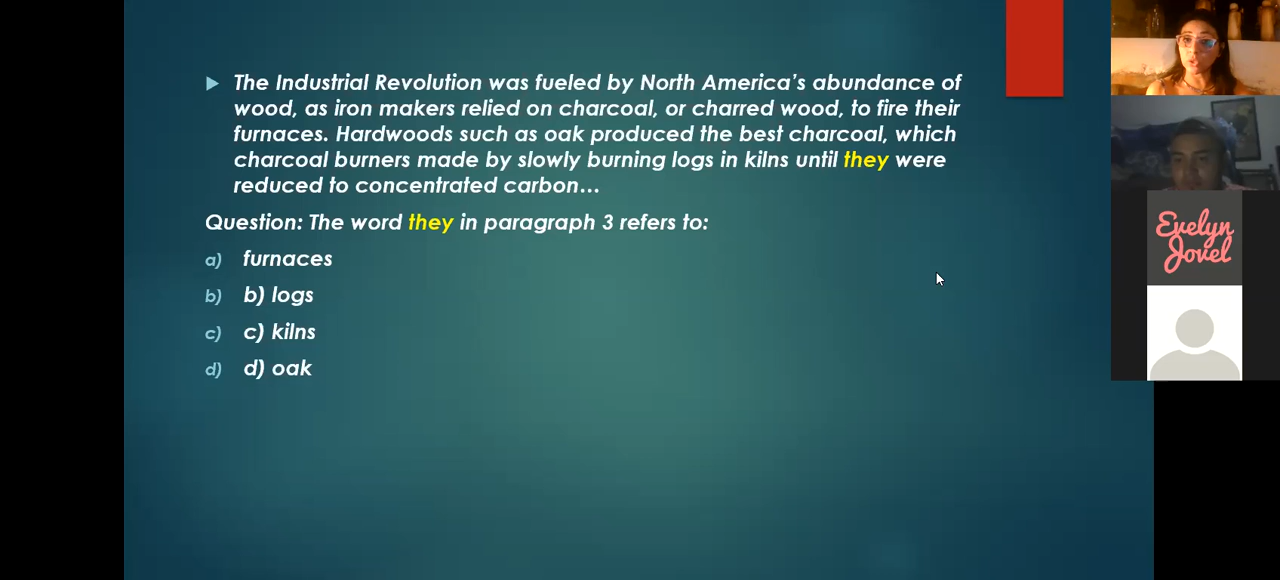 The Industrial Revolution was fueled by North America's abundance of
wood, as iron makers relied on charcoal, or charred wood, to fire their
furnaces. Hardwoods such as oak produced the best charcoal, which
charcoal burners made by slowly burning logs in kilns until they were
reduced to concentrated carbon…
Question: The word they in paragraph 3 refers to:
a) furnaces
b) b) logs
c) c) kilns
d) d) oak
Evelyn
Jovel